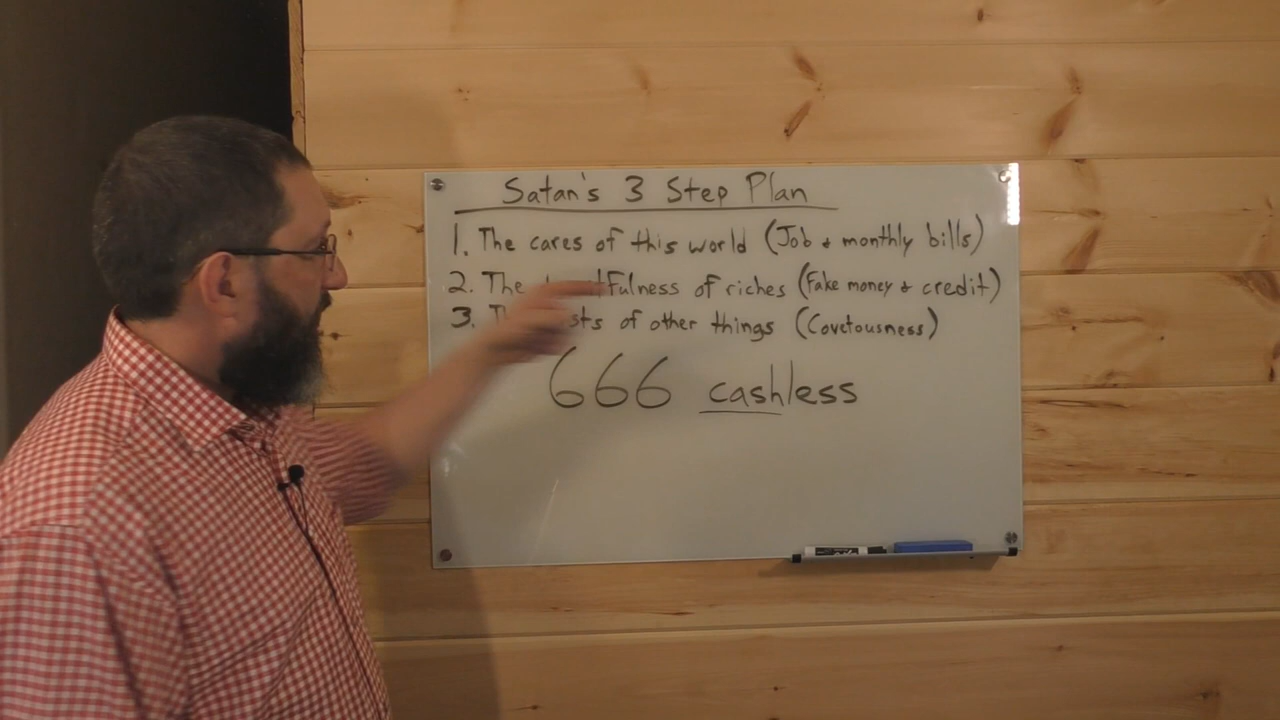 Satan's 3 Step Plan
1. The cares of this world (Job & monthly bills)
2. The fulness of riches (Fake money & credit)
3. of other things (Covetousness)
666 cashless